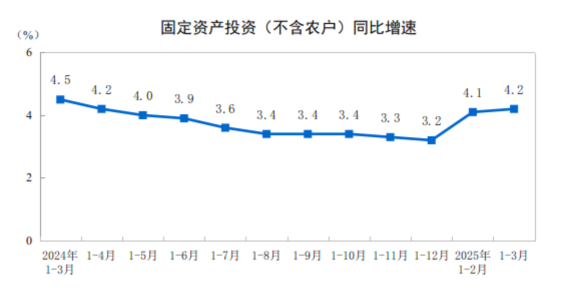 固定资产投资（不含农户）同比增速
（%）
6
4
2
0
4.5
4.2
4.0
3.9
3.6
3.4
3.4
3.4
3.3
3.2
4.1
4.2
2024年
1-3月
1-4月
1-5月
1-6月
1-7月
1-8月
1-9月
1-10月
1-11月
1-12月
2025年
1-2月
1-3月